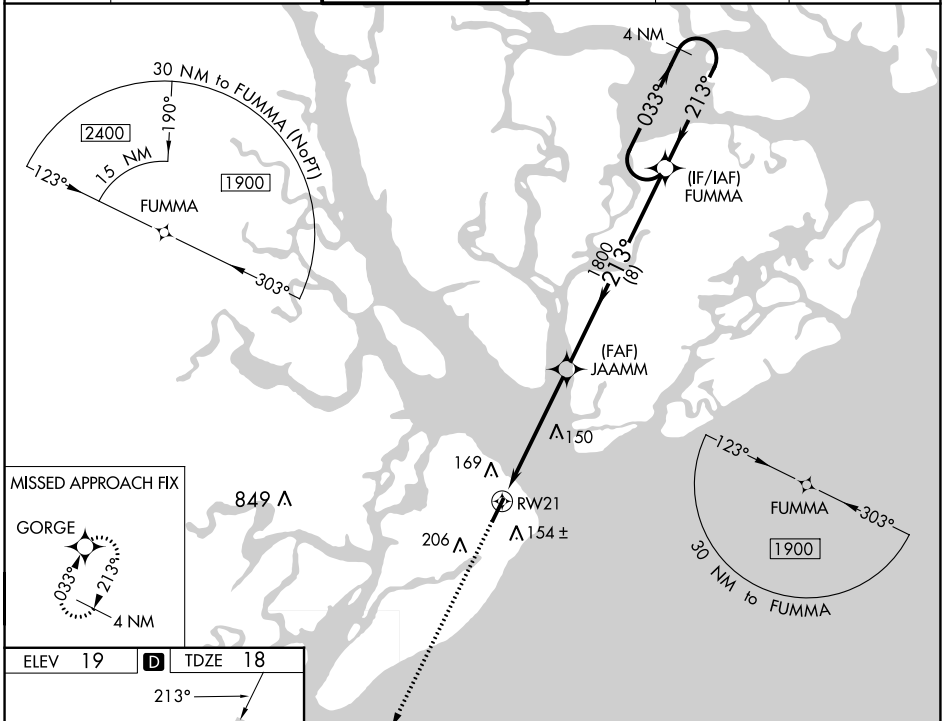 4 NM
033°
213°
(IF/IAF)
FUMMA
30 NM to FUMMA (NoPT)
190°
2400
15 NM
1900
123°
FUMMA
303°
1800
213°
(8)
(FAF)
JAAMM
150
169
RW21
849
206
154 ±
123°
FUMMA
303°
1900
30 NM to FUMMA
MISSED APPROACH FIX
GORGE
033°
213°
4 NM
ELEV 19 D TDZE 18
213°